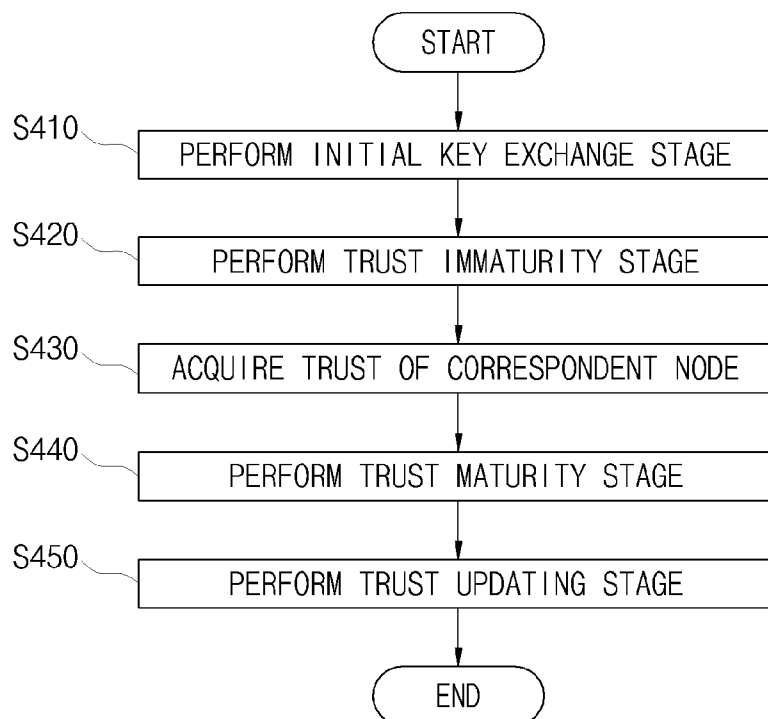 START
S410
PERFORM INITIAL KEY EXCHANGE STAGE
S420
PERFORM TRUST IMMATURITY STAGE
S430
ACQUIRE TRUST OF CORRESPONDENT NODE
S440
PERFORM TRUST MATURITY STAGE
S450
PERFORM TRUST UPDATING STAGE
END